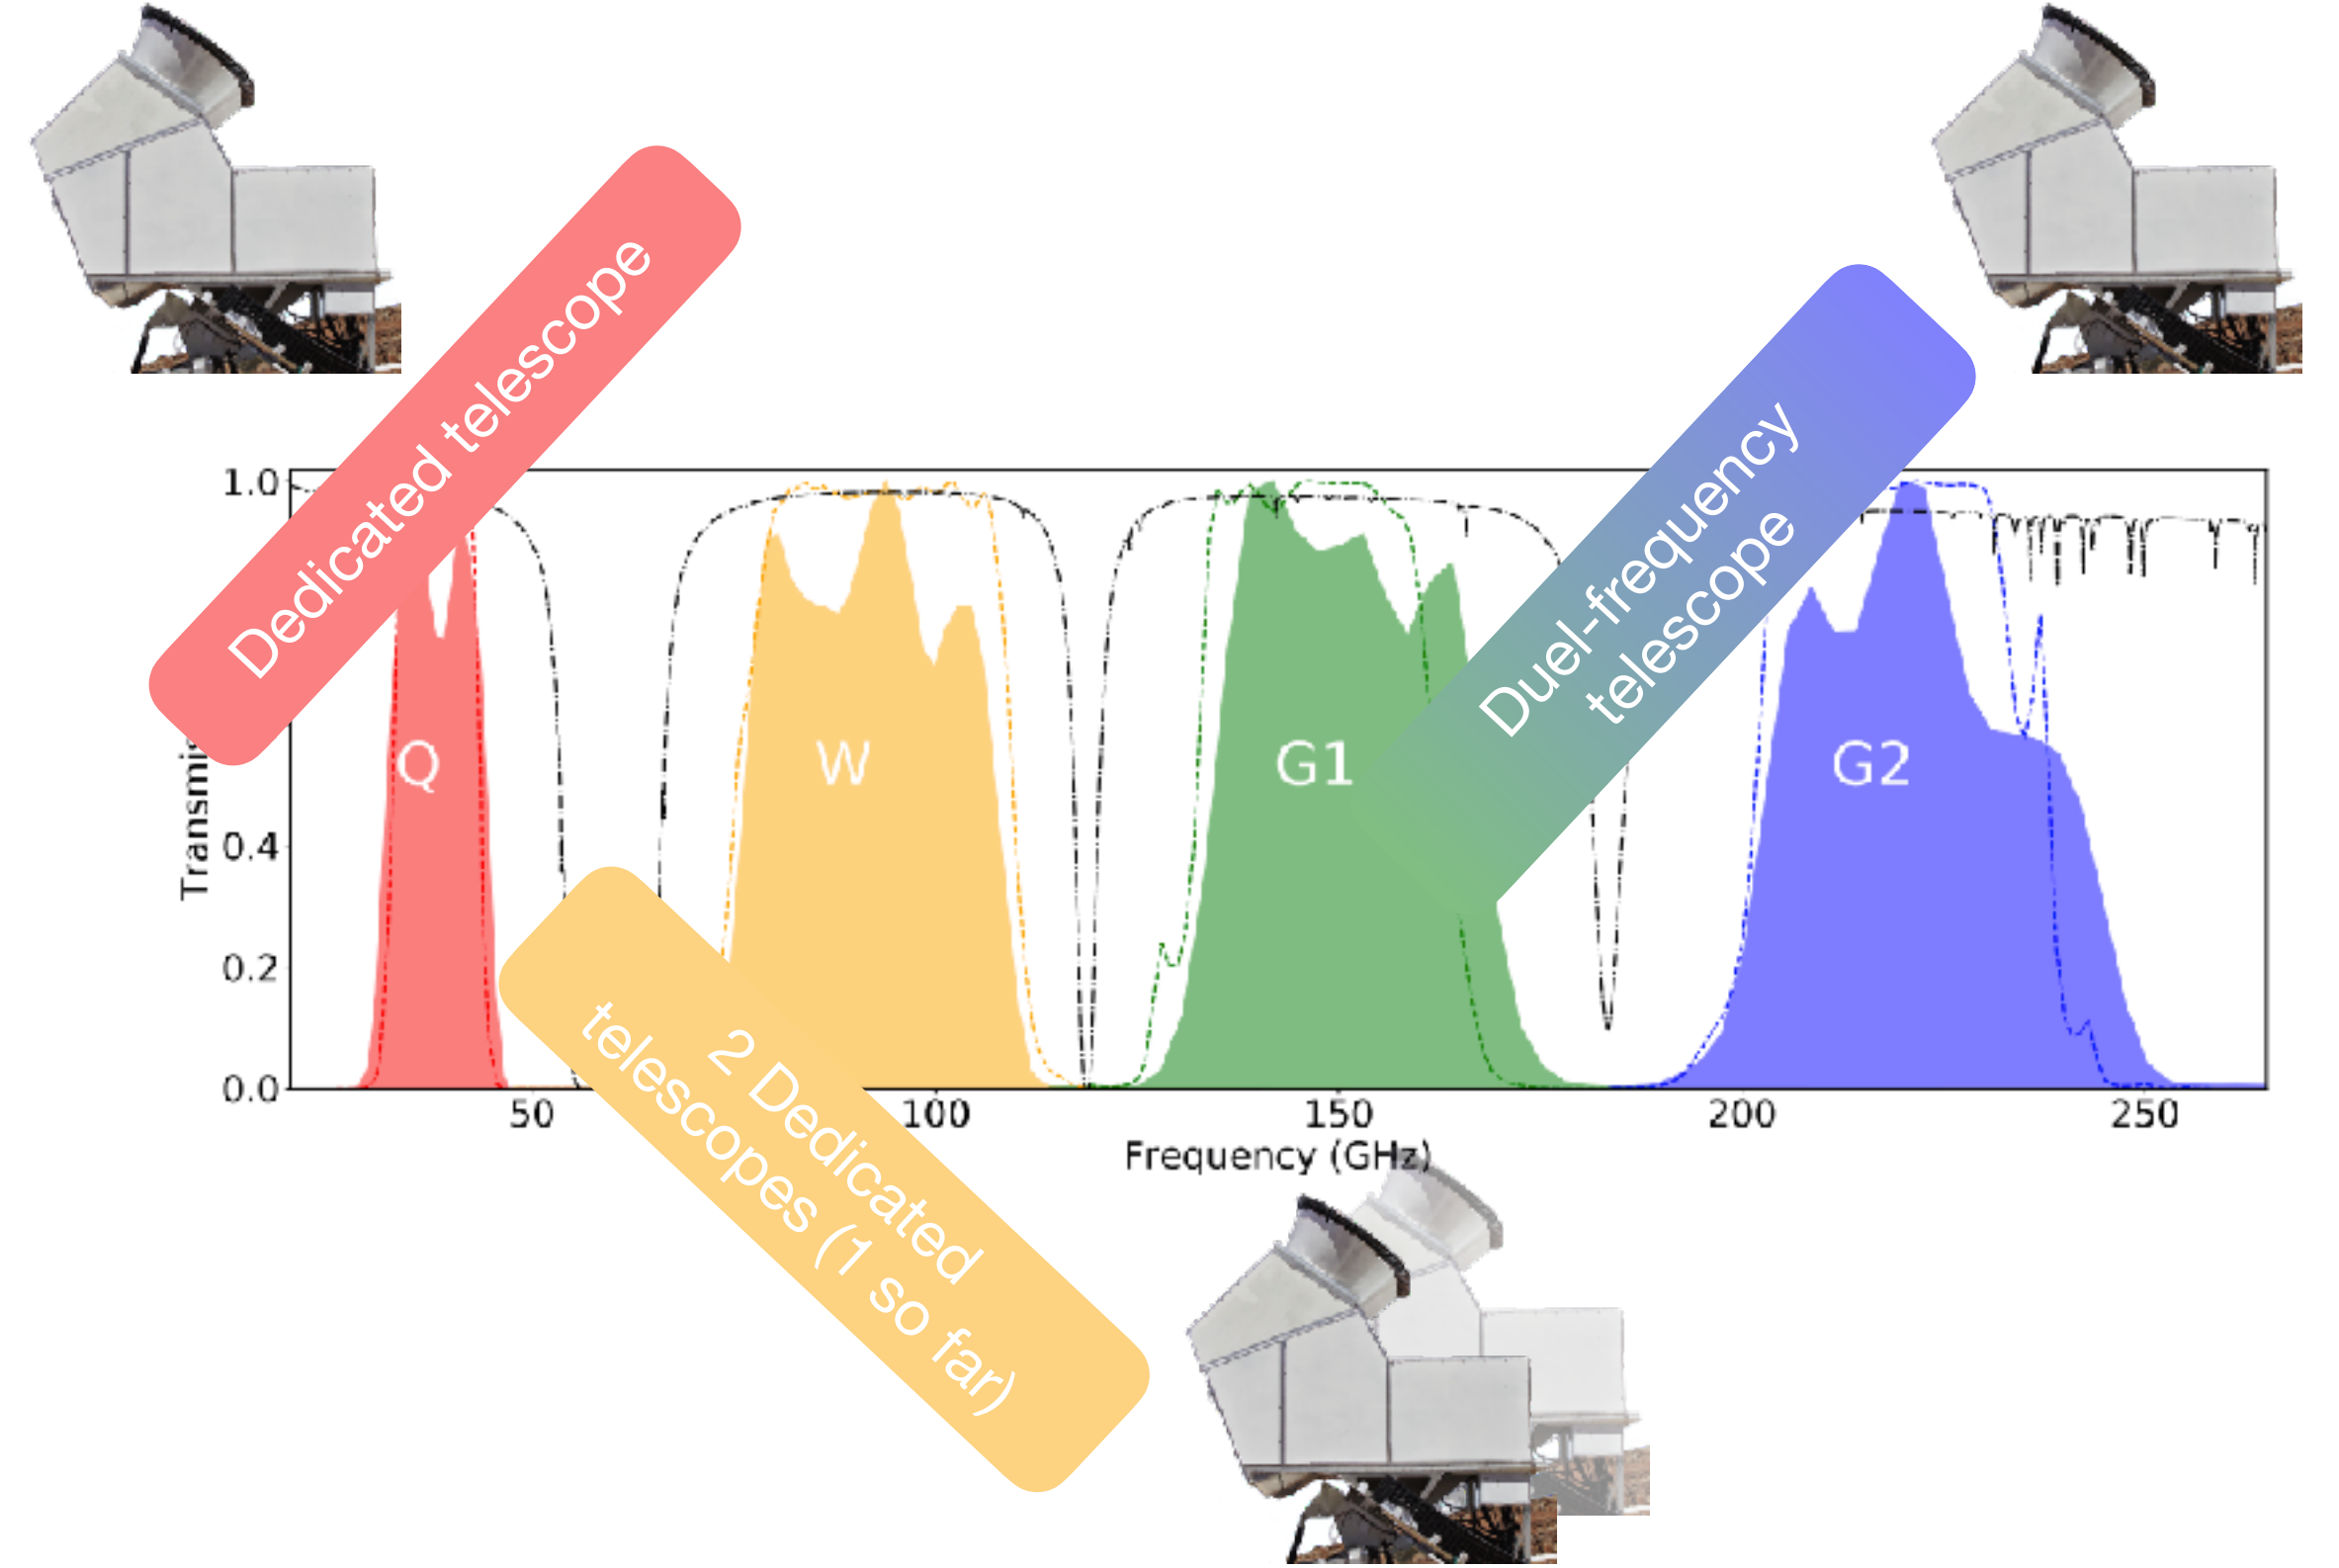 Dedicated telescope
Duel-frequency
telescope
1.0
Q
W
G1
G2
Transmis
0.4
0.2
0.0
2 Dedicated
telescopes (1 so far)
50
100
150
200
250
Frequency (GHz)